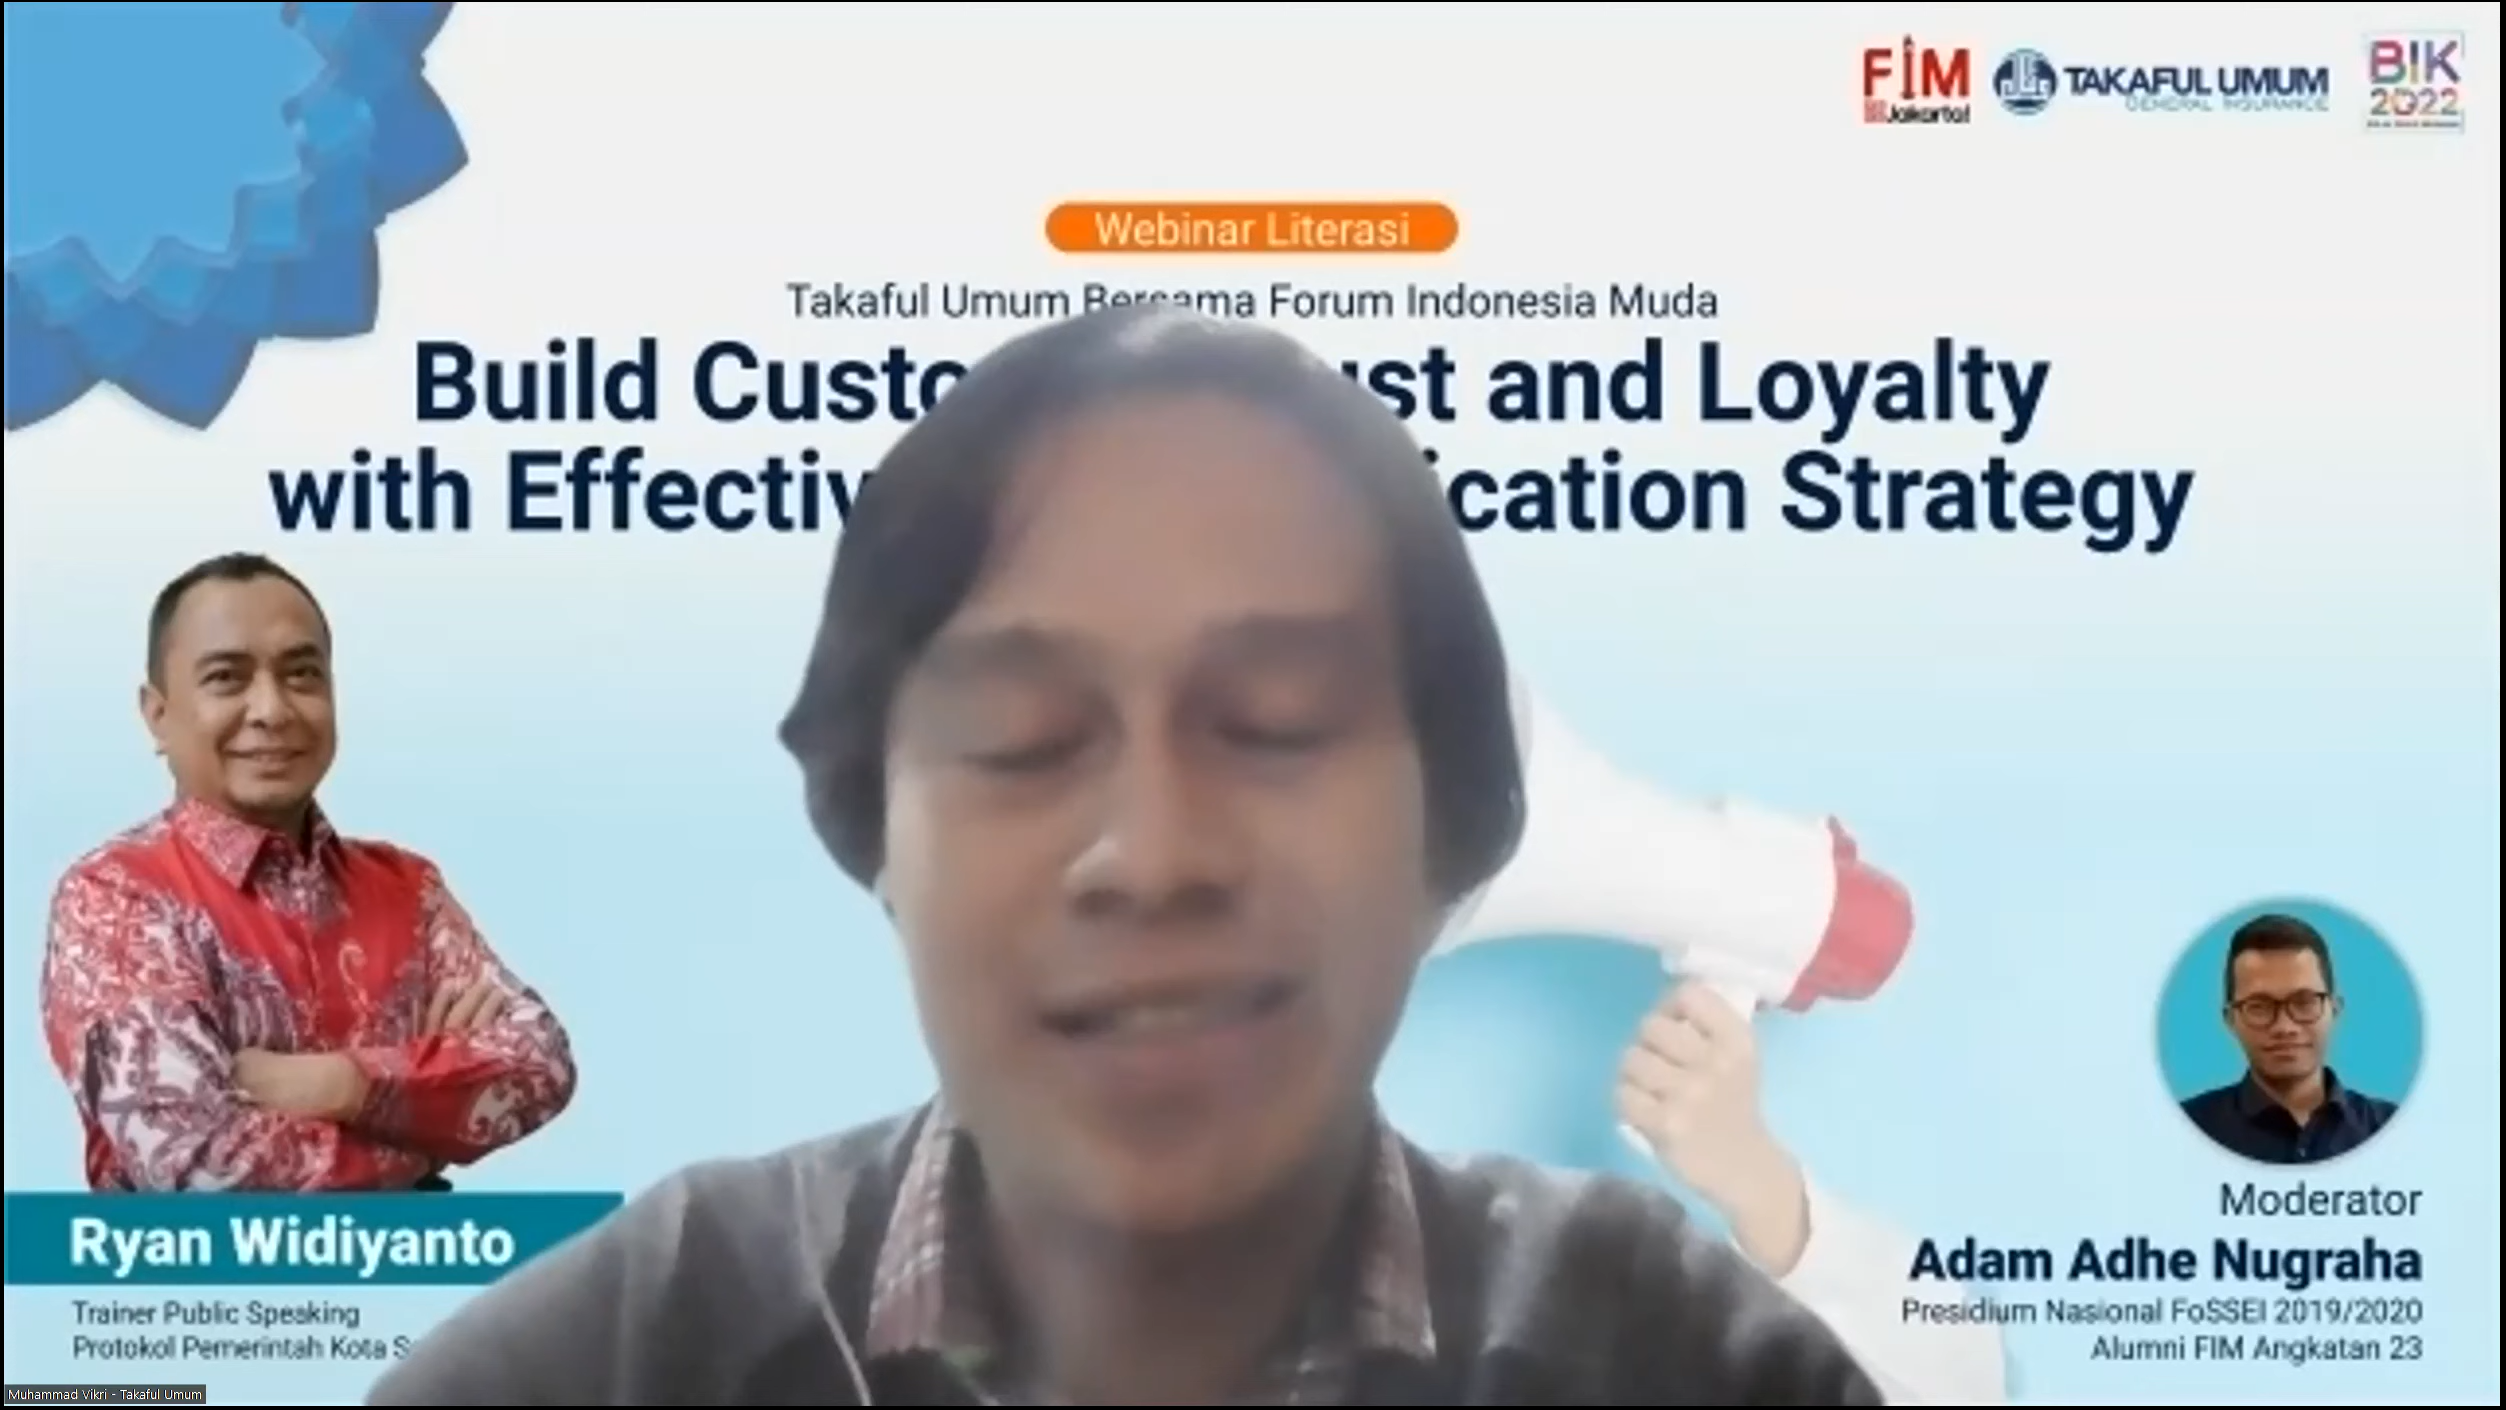 FIM
Jakarta!
TAKAFUL UMUM
GENERAL INSURANCE
BIK
2022
Webinar Literasi
Takaful Umum Bersama Forum Indonesia Muda
Build Custo ust and Loyalty
with Effectiv ication Strategy
Ryan Widiyanto
Trainer Public Speaking
Protokol Pemerintah Kota
Moderator
Adam Adhe Nugraha
Presidium Nasional FoSSEI 2019/2020
Alumni FIM Angkatan 23
Muhammad Vikri - Takaful Umum